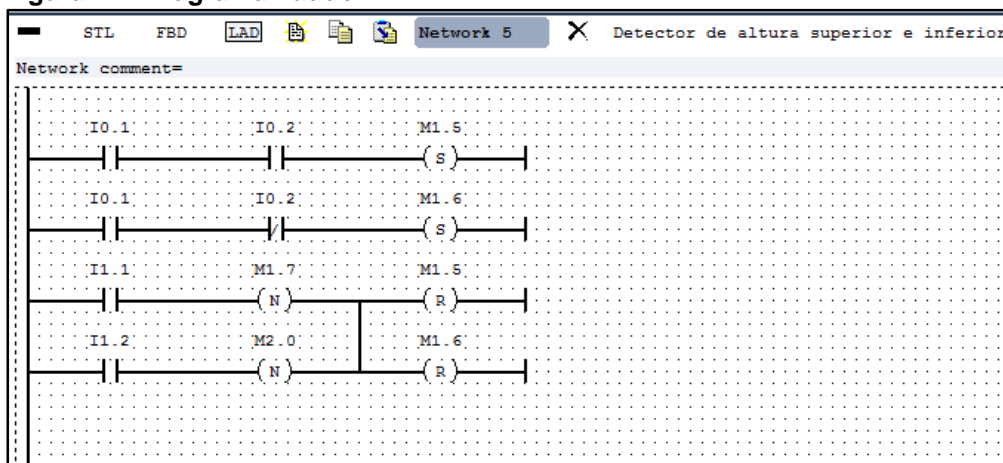 STL FBD LAD Network 5 X Detector de altura superior e inferior
Network comment=
I0.1 I0.2 M1.5
S
I0.1 I0.2 M1.6
/ S
I1.1 M1.7 M1.5
N R
I1.2 M2.0 M1.6
N R